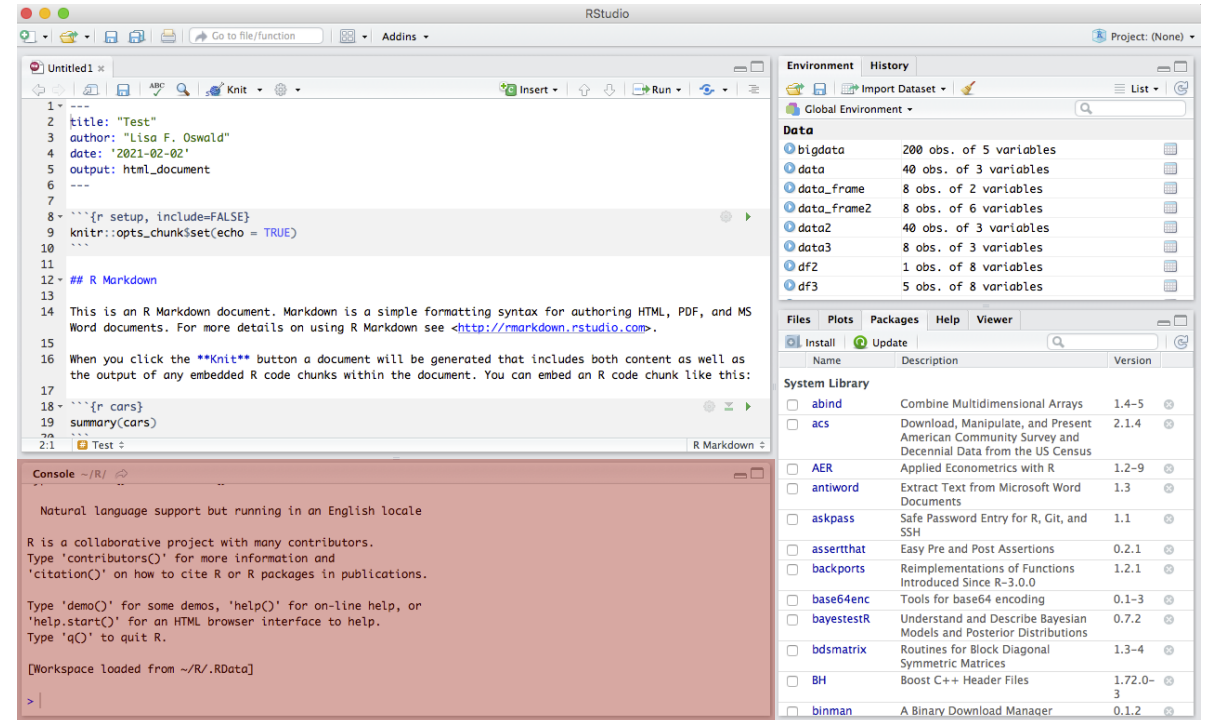 RStudio
Go to file/function
Addins
Project: (None)
Untitled1
ABC
Knit
Insert
Run
1 ---
2 title: "Test"
3 author: "Lisa F. Oswald"
4 date: '2021-02-02'
5 output: html_document
6 ---
7
8 ```{r setup, include=FALSE}
9 knitr::opts_chunk$set(echo = TRUE)
10 ```
11
12 ## R Markdown
13
14 This is an R Markdown document. Markdown is a simple formatting syntax for authoring HTML, PDF, and MS
Word documents. For more details on using R Markdown see <http://rmarkdown.rstudio.com>.
15
16 When you click the **Knit** button a document will be generated that includes both content as well as
the output of any embedded R code chunks within the document. You can embed an R code chunk like this:
17
18 ```{r cars}
19 summary(cars)
20 ```
2:1 # Test R Markdown
Console ~/R/
Natural language support but running in an English locale
R is a collaborative project with many contributors.
Type 'contributors()' for more information and
'citation()' on how to cite R or R packages in publications.
Type 'demo()' for some demos, 'help()' for on-line help, or
'help.start()' for an HTML browser interface to help.
Type 'q()' to quit R.
[Workspace loaded from ~/R/.RData]
>
Environment History
Import Dataset List
Global Environment
Data
bigdata 200 obs. of 5 variables
data 40 obs. of 3 variables
data_frame 8 obs. of 2 variables
data_frame2 8 obs. of 6 variables
data2 40 obs. of 3 variables
data3 8 obs. of 3 variables
df2 1 obs. of 8 variables
df3 5 obs. of 8 variables
Files Plots Packages Help Viewer
Install Update
Name Description Version
System Library
abind Combine Multidimensional Arrays 1.4-5
acs Download, Manipulate, and Present 2.1.4
American Community Survey and
Decennial Data from the US Census
AER Applied Econometrics with R 1.2-9
antiword Extract Text from Microsoft Word 1.3
Documents
askpass Safe Password Entry for R, Git, and 1.1
SSH
assertthat Easy Pre and Post Assertions 0.2.1
backports Reimplementations of Functions 1.2.1
Introduced Since R-3.0.0
base64enc Tools for base64 encoding 0.1-3
bayestestR Understand and Describe Bayesian 0.7.2
Models and Posterior Distributions
bdsmatrix Routines for Block Diagonal 1.3-4
Symmetric Matrices
BH Boost C++ Header Files 1.72.0-
3
binman A Binary Download Manager 0.1.2